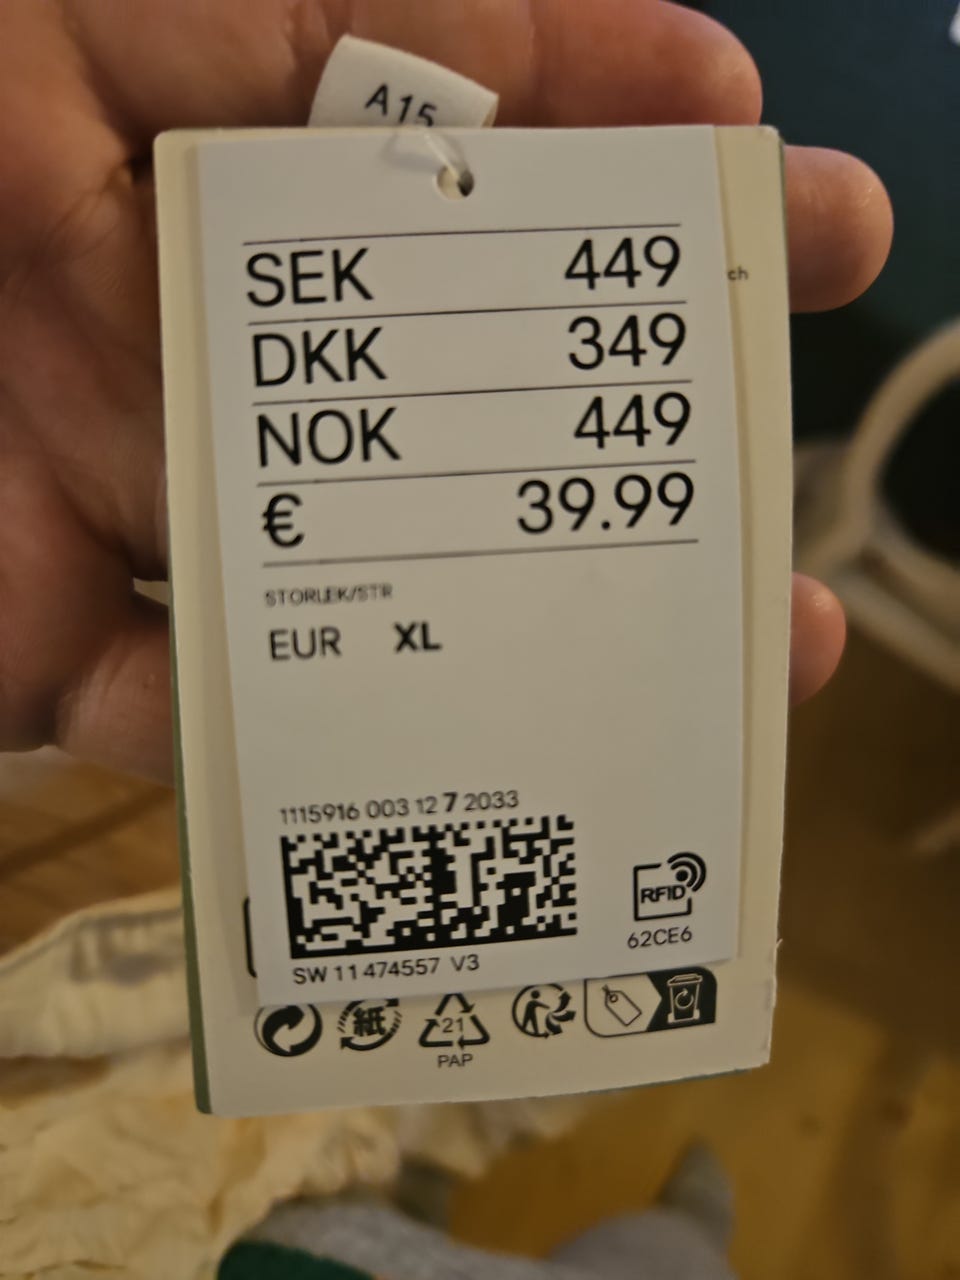 A15
SEK 449
ch
DKK 349
NOK 449
€ 39.99
STORLEK/STR
EUR XL
1115916 003 12 7 2033
RFID
62CE6
SW 11 474557 V3
紙
21
PAP